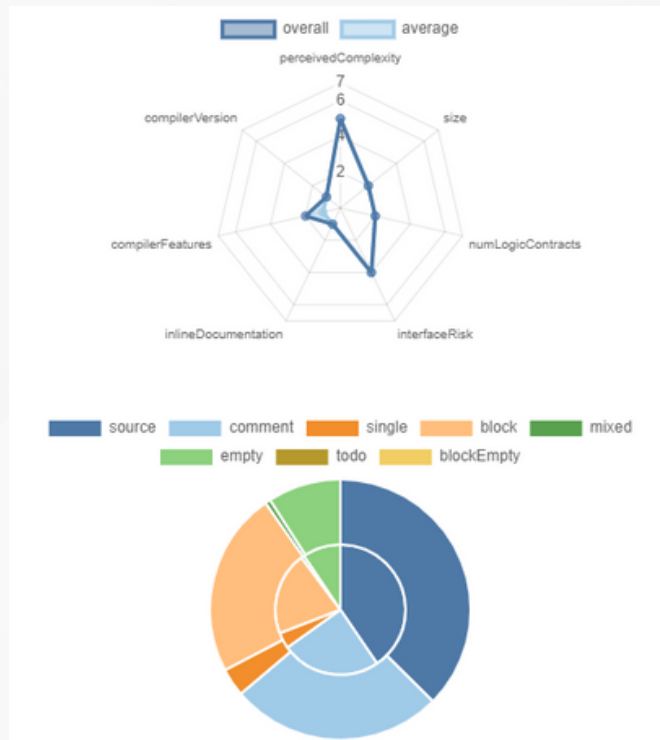 overall average
perceivedComplexity
7
6
compilerVersion size
4
2
compilerFeatures numLogicContracts
inlineDocumentation interfaceRisk
source comment single block mixed
empty todo blockEmpty